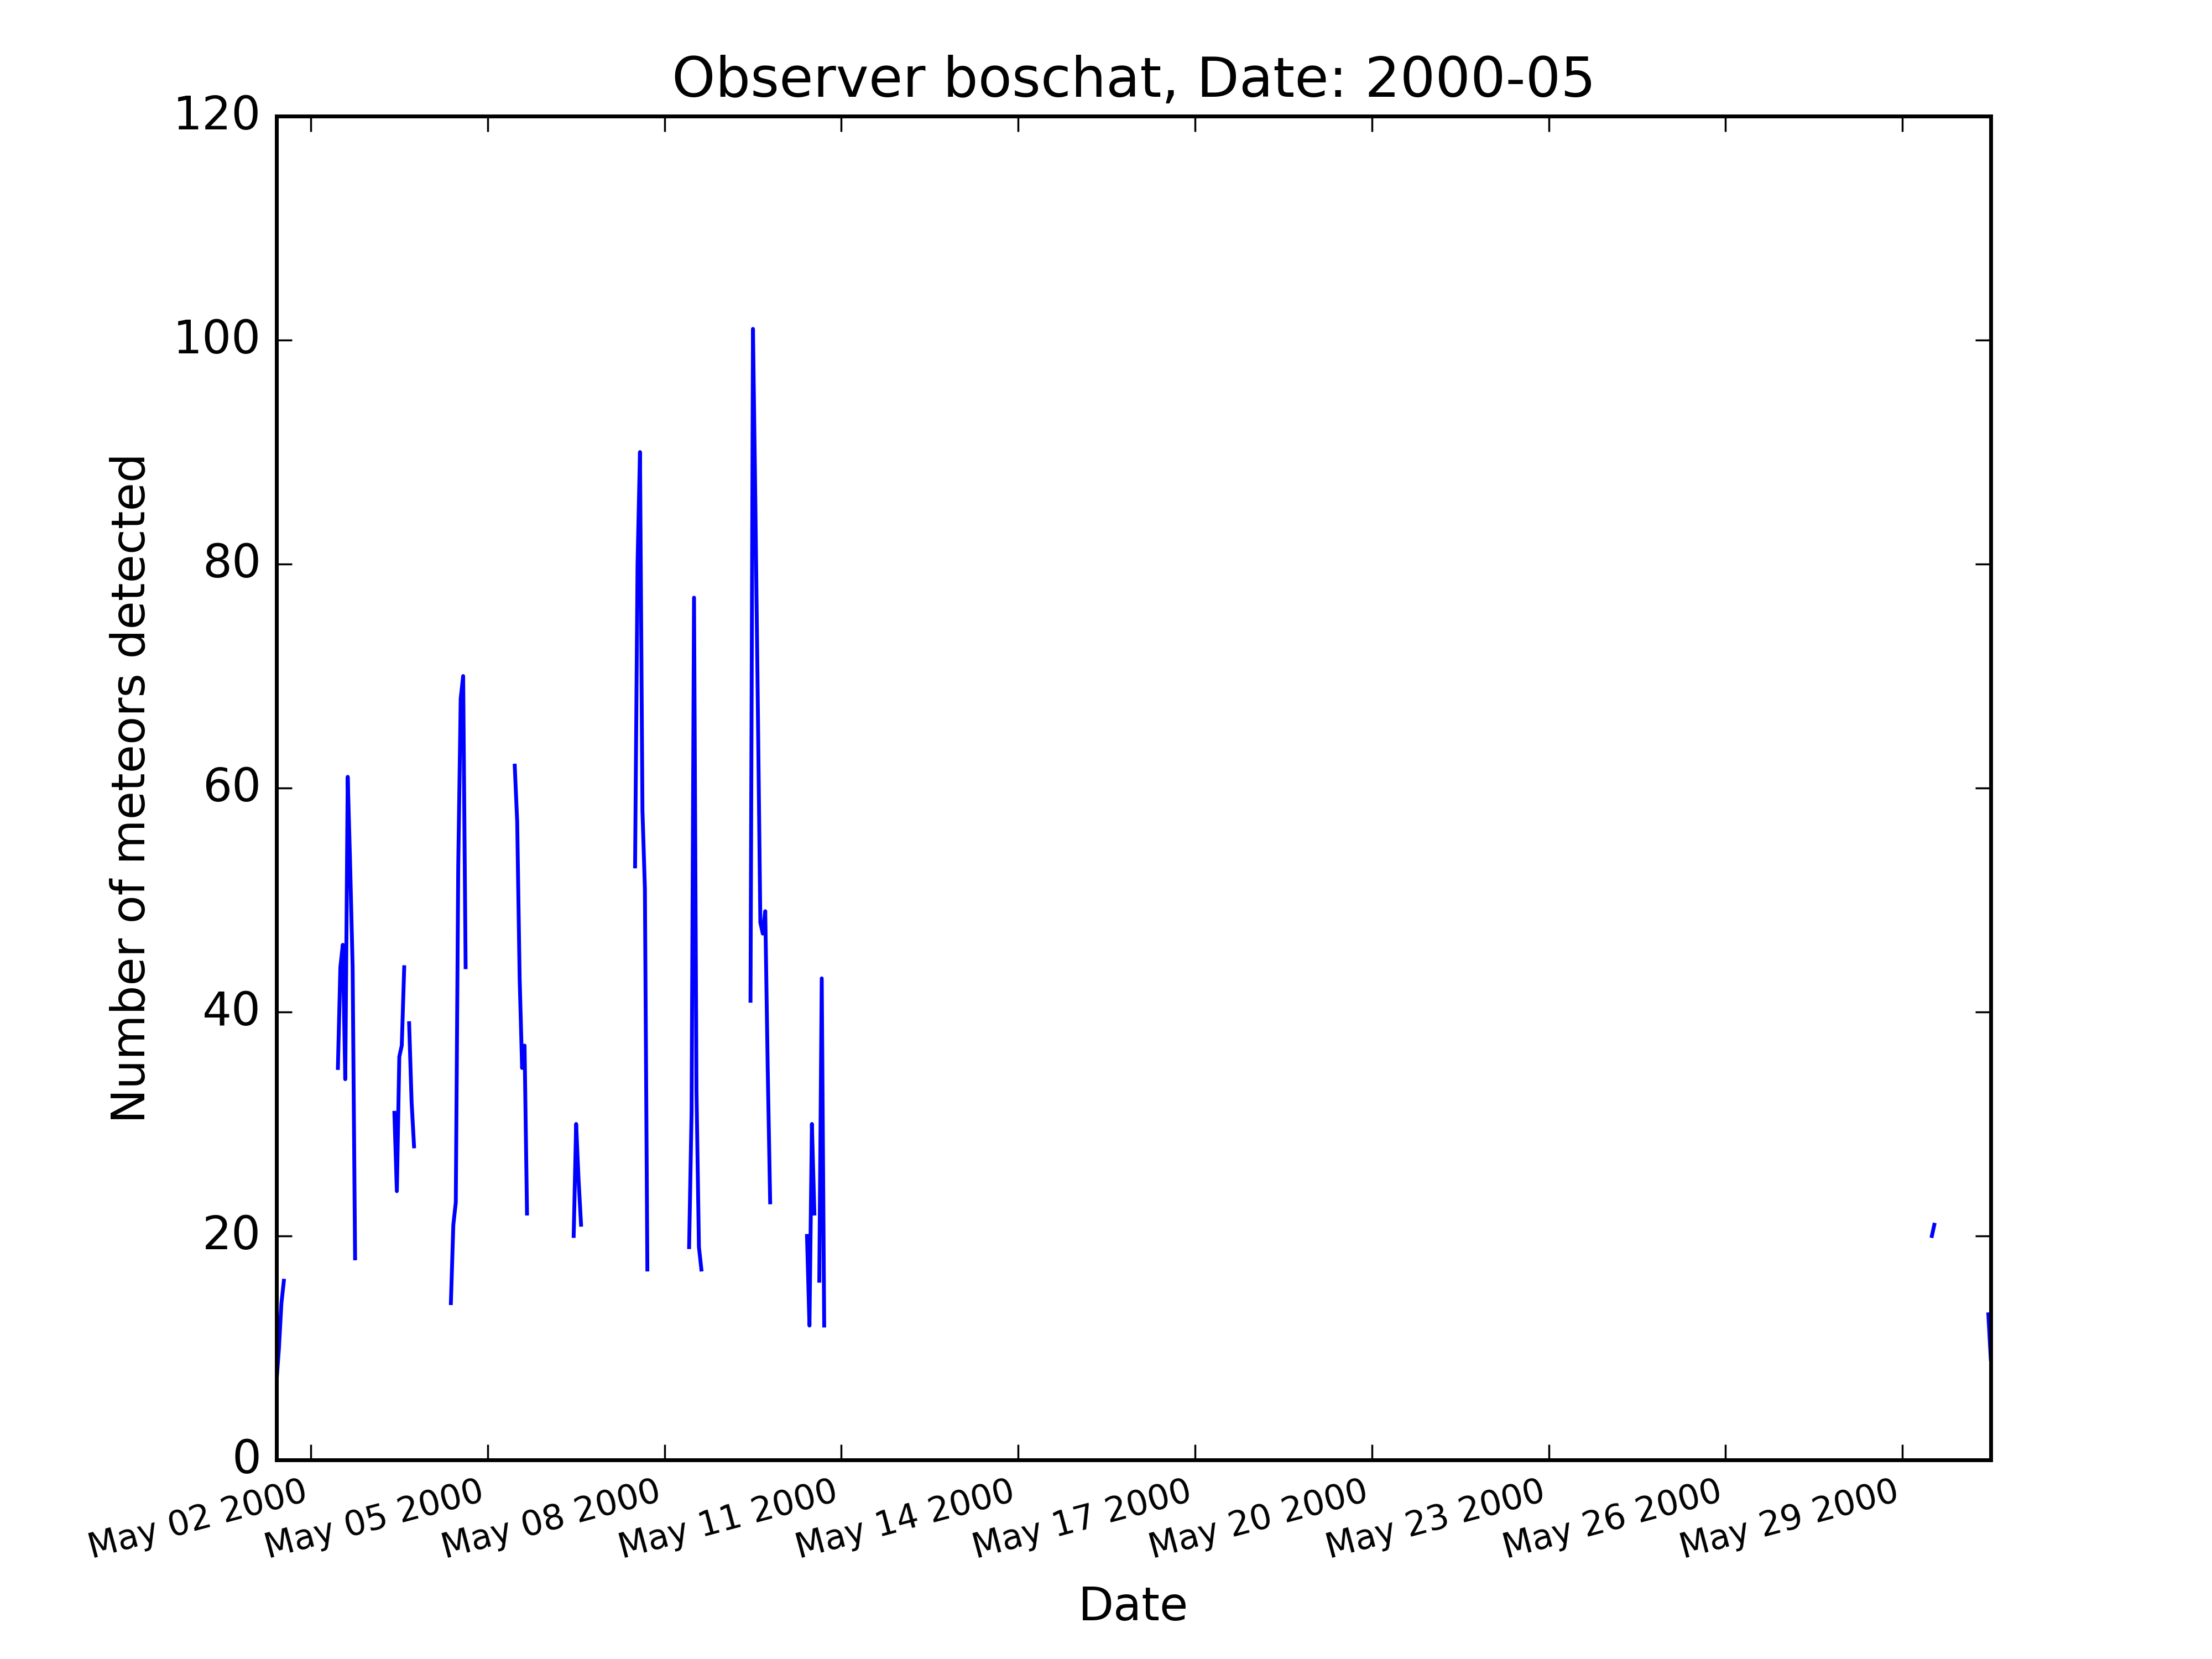 Observer boschat, Date: 2000-05
120
100
80
60
40
20
0
Number of meteors detected
May 02 2000
May 05 2000
May 08 2000
May 11 2000
May 14 2000
May 17 2000
May 20 2000
May 23 2000
May 26 2000
May 29 2000
Date